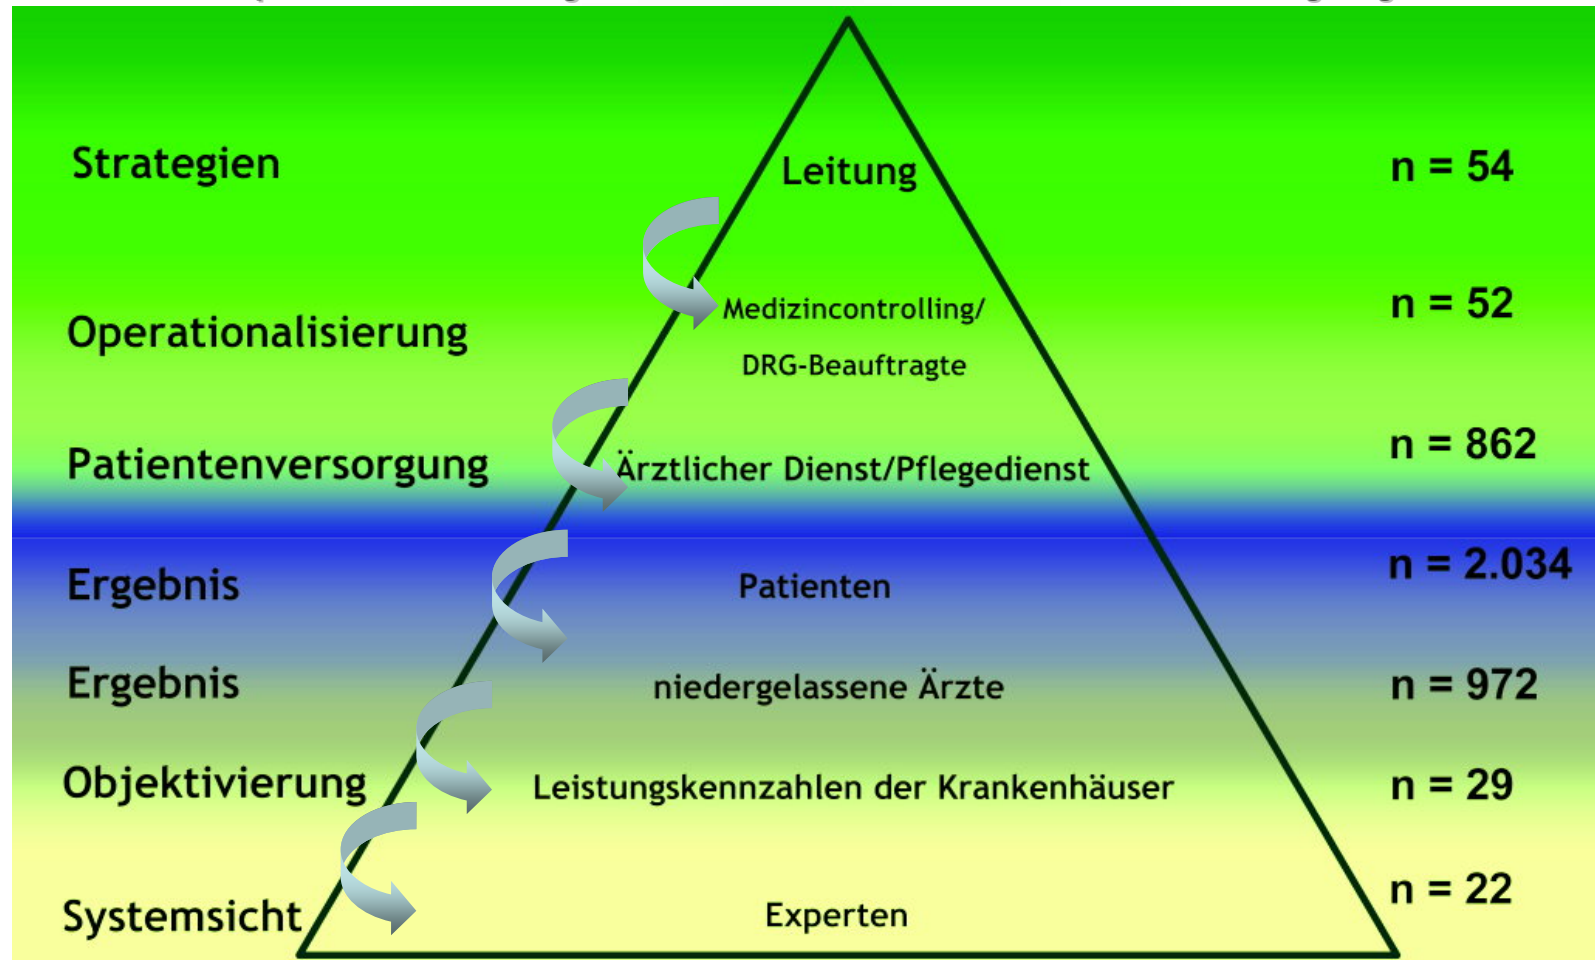 Strategien Leitung n = 54
Medizincontrolling/ n = 52
Operationalisierung
DRG-Beauftragte
Patientenversorgung Ärztlicher Dienst/Pflegedienst n = 862
Ergebnis Patienten n = 2.034
Ergebnis niedergelassene Ärzte n = 972
Objektivierung Leistungskennzahlen der Krankenhäuser n = 29
Systemsicht Experten n = 22